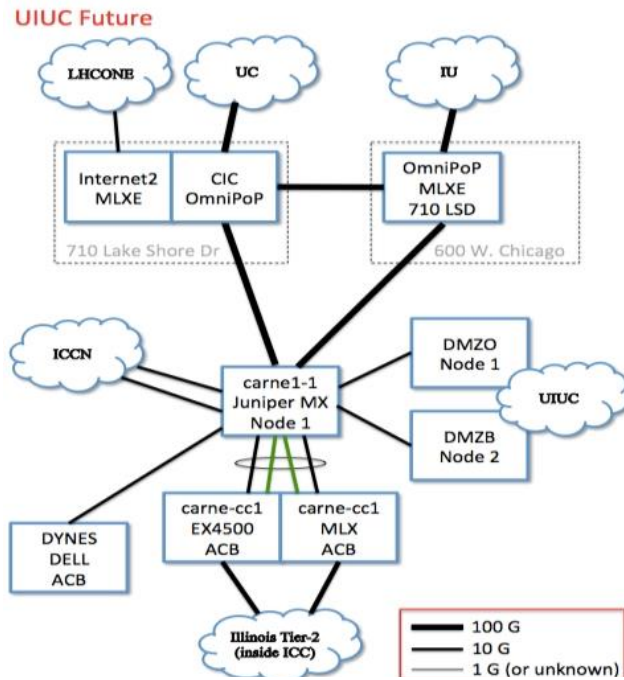 UIUC Future
LHCONE
UC
IU
Internet2
MLXE
CIC
OmniPoP
OmniPoP
MLXE
710 LSD
710 Lake Shore Dr
600 W. Chicago
ICCN
carne1-1
Juniper MX
Node 1
DMZO
Node 1
UIUC
DMZB
Node 2
carne-cc1
EX4500
ACB
carne-cc1
MLX
ACB
DYNES
DELL
ACB
Illinois Tier-2
(inside ICC)
100 G
10 G
1 G (or unknown)